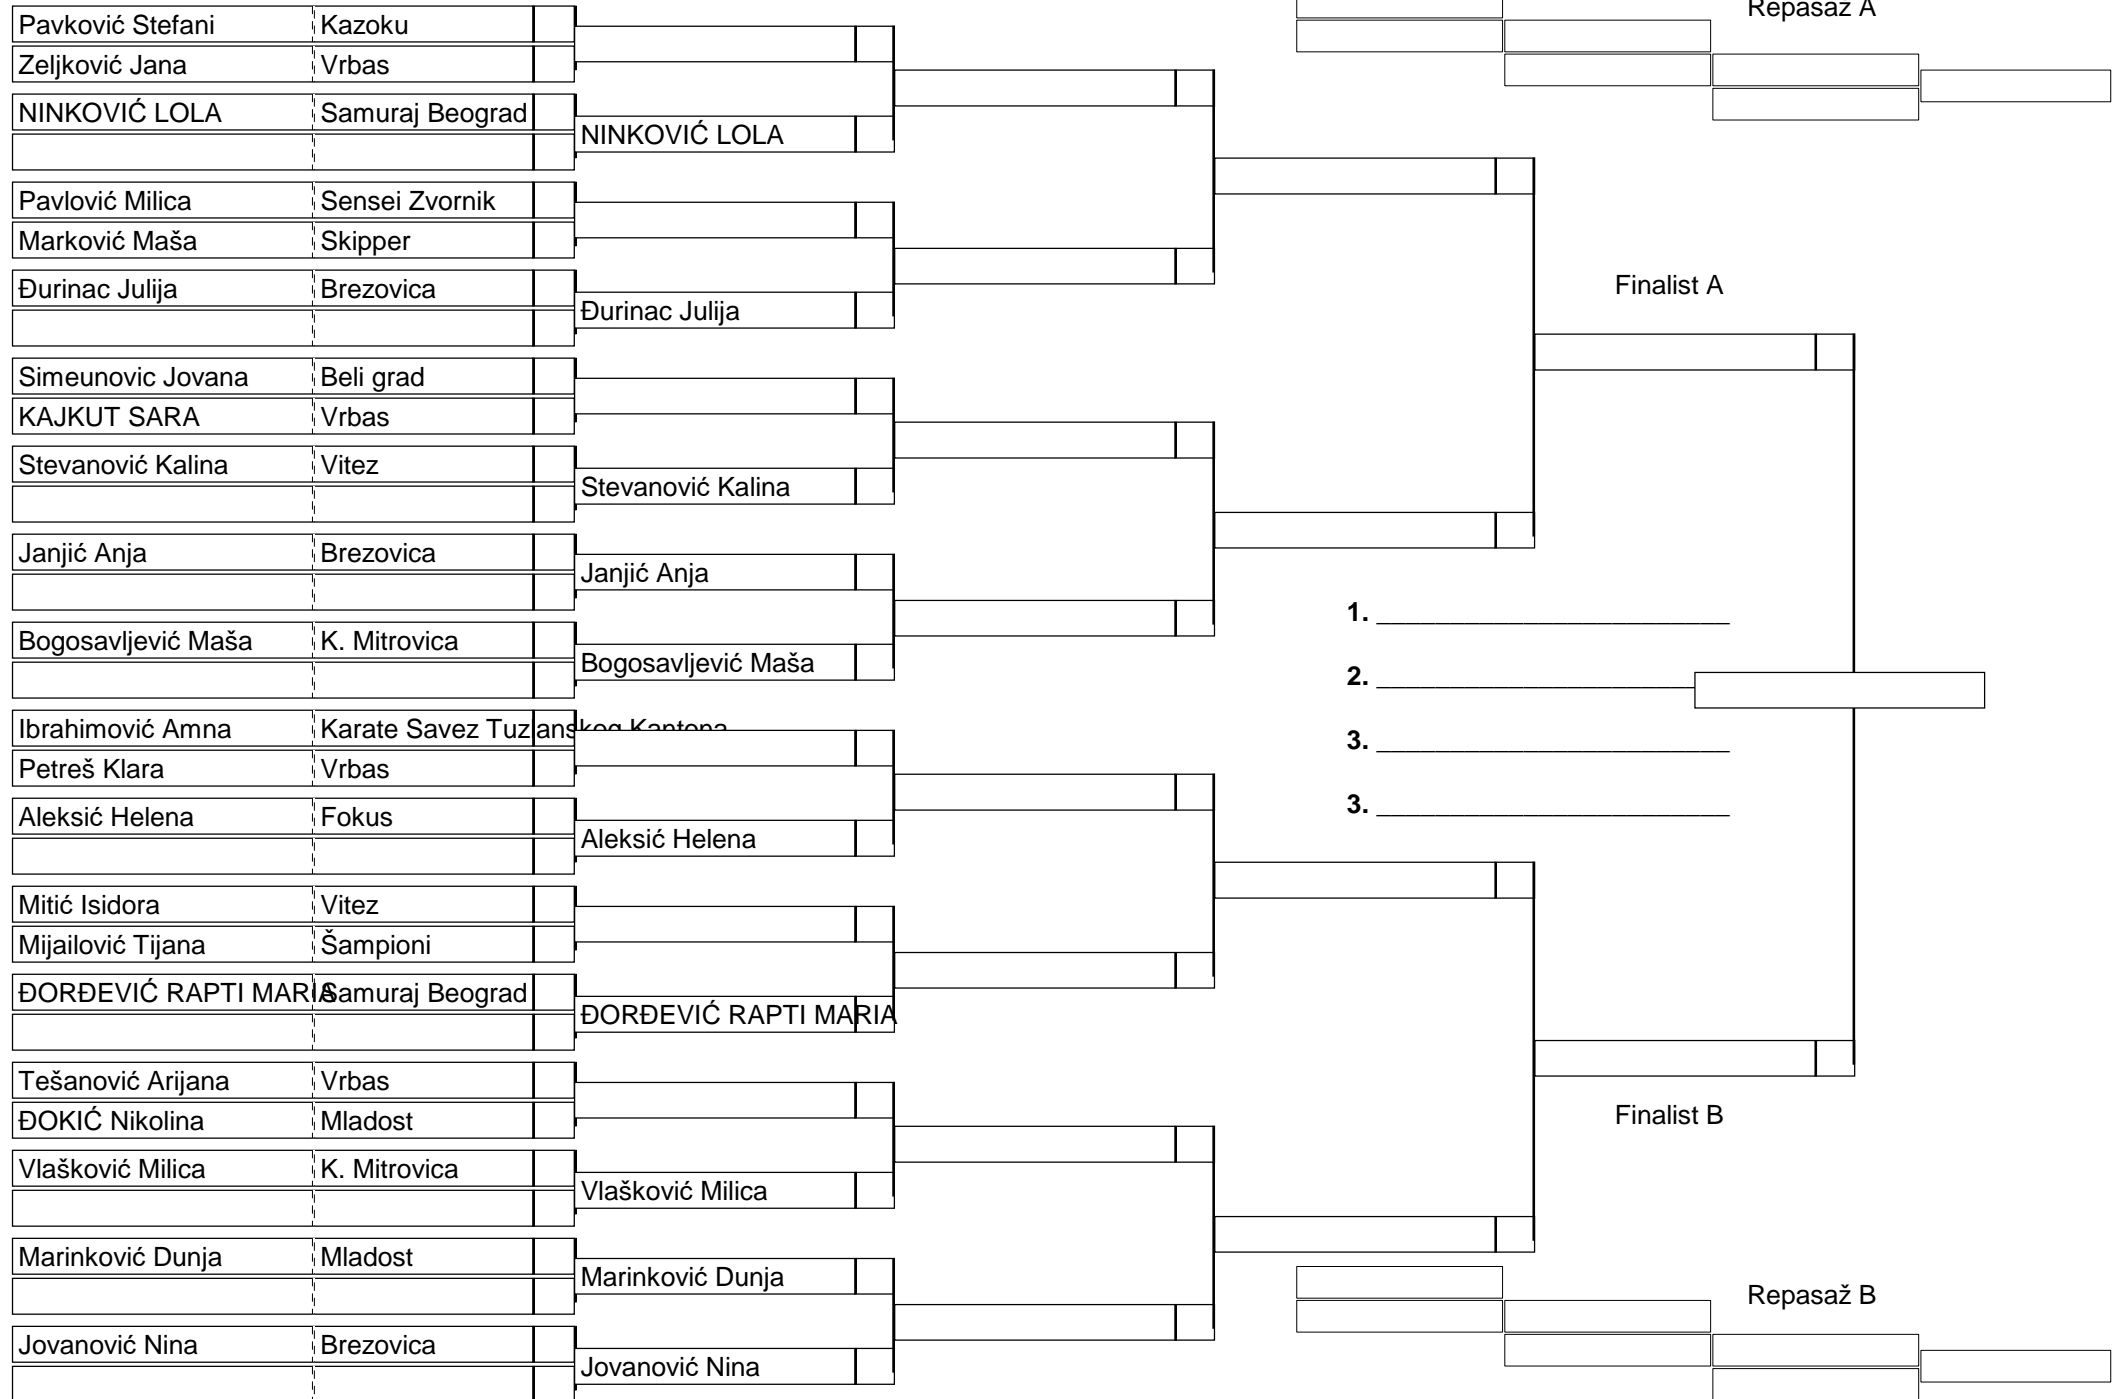 Repasaž A
Pavković Stefani Kazoku
Zeljković Jana Vrbas
NINKOVIĆ LOLA Samuraj Beograd
NINKOVIĆ LOLA
Pavlović Milica Sensei Zvornik
Marković Maša Skipper
Đurinac Julija Brezovica
Finalist A
Đurinac Julija
Simeunovic Jovana Beli grad
KAJKUT SARA Vrbas
Stevanović Kalina Vitez
Stevanović Kalina
Janjić Anja Brezovica
Janjić Anja
1. ________________________
Bogosavljević Maša K. Mitrovica
Bogosavljević Maša
2. ________________________
Ibrahimović Amna Karate Savez Tuzlanskog Kantona
3. ________________________
Petreš Klara Vrbas
3. ________________________
Aleksić Helena Fokus
Aleksić Helena
Mitić Isidora Vitez
Mijailović Tijana Šampioni
ĐORĐEVIĆ RAPTI MARIA Samuraj Beograd
ĐORĐEVIĆ RAPTI MARIA
Tešanović Arijana Vrbas
ĐOKIĆ Nikolina Mladost
Finalist B
Vlašković Milica K. Mitrovica
Vlašković Milica
Marinković Dunja Mladost
Marinković Dunja
Repasaž B
Jovanović Nina Brezovica
Jovanović Nina